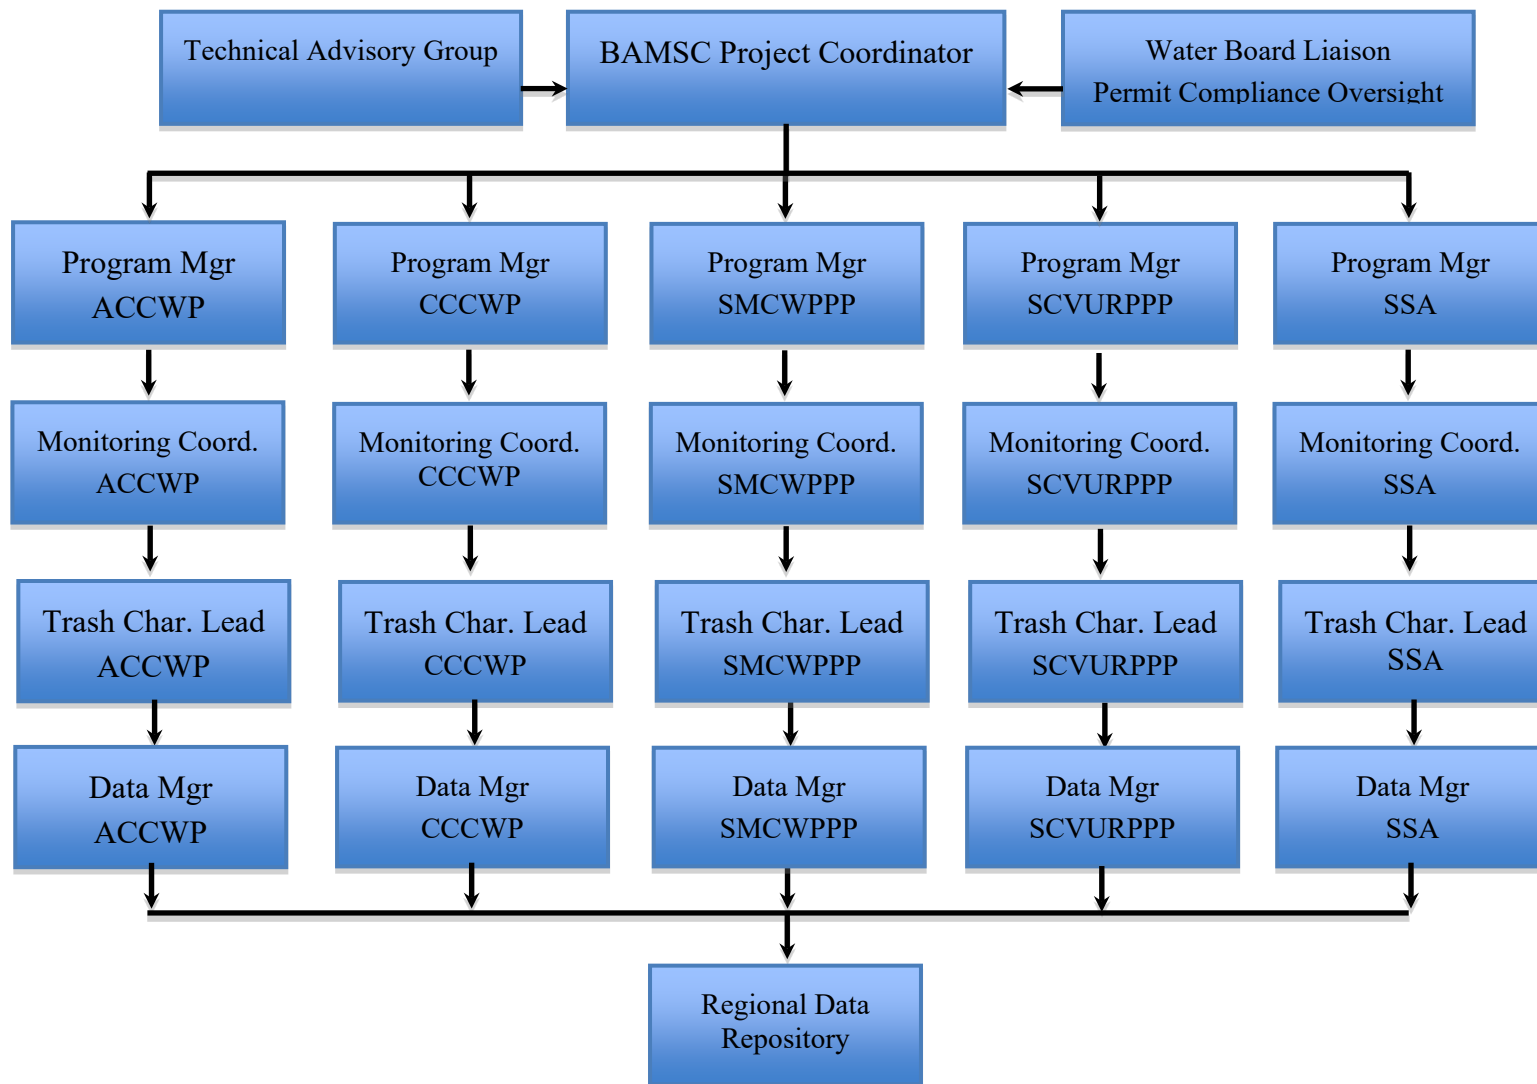 Technical Advisory Group
BAMSC Project Coordinator
Water Board Liaison
Permit Compliance Oversight
Program Mgr
ACCWP
Program Mgr
CCCWP
Program Mgr
SMCWPPP
Program Mgr
SCVURPPP
Program Mgr
SSA
Monitoring Coord.
ACCWP
Monitoring Coord.
CCCWP
Monitoring Coord.
SMCWPPP
Monitoring Coord.
SCVURPPP
Monitoring Coord.
SSA
Trash Char. Lead
ACCWP
Trash Char. Lead
CCCWP
Trash Char. Lead
SMCWPPP
Trash Char. Lead
SCVURPPP
Trash Char. Lead
SSA
Data Mgr
ACCWP
Data Mgr
CCCWP
Data Mgr
SMCWPPP
Data Mgr
SCVURPPP
Data Mgr
SSA
Regional Data
Repository